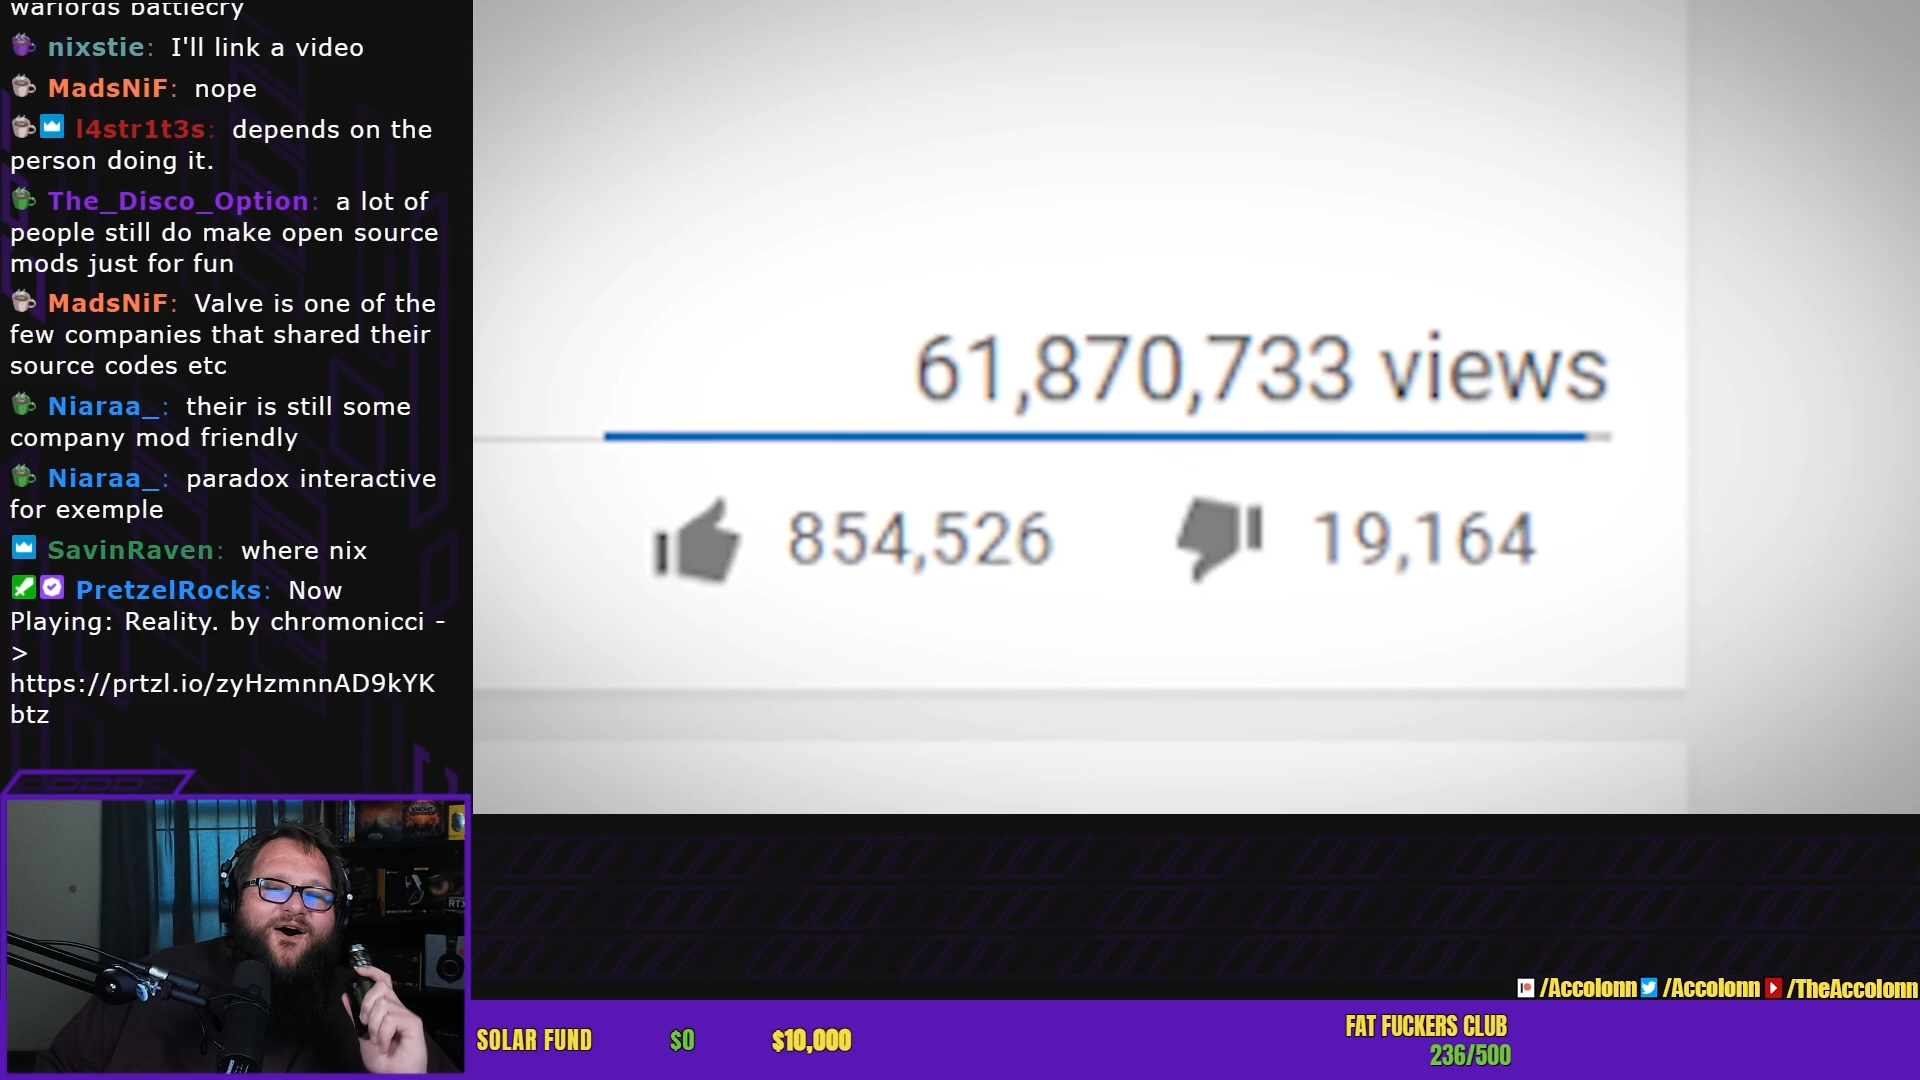 warlords battlecry
nixstie: I'll link a video
MadsNiF: nope
l4str1t3s: depends on the
person doing it.
The_Disco_Option: a lot of
people still do make open source
mods just for fun
MadsNiF: Valve is one of the
few companies that shared their
source codes etc
Niaraa_: their is still some
company mod friendly
Niaraa_: paradox interactive
for exemple
SavinRaven: where nix
PretzelRocks: Now
Playing: Reality. by chromonicci -
>
https://prtzl.io/zyHzmnnAD9kYK
btz
61,870,733 views
854,526 19,164
/Accolonn /Accolonn /TheAccolonn
SOLAR FUND $0 $10,000
FAT FUCKERS CLUB
236/500